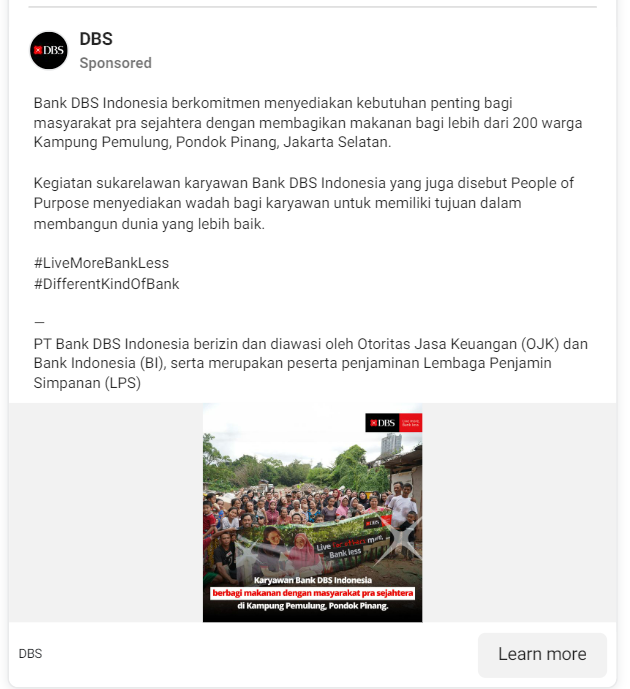 DBS
DBS
Sponsored
Bank DBS Indonesia berkomitmen menyediakan kebutuhan penting bagi
masyarakat pra sejahtera dengan membagikan makanan bagi lebih dari 200 warga
Kampung Pemulung, Pondok Pinang, Jakarta Selatan.
Kegiatan sukarelawan karyawan Bank DBS Indonesia yang juga disebut People of
Purpose menyediakan wadah bagi karyawan untuk memiliki tujuan dalam
membangun dunia yang lebih baik.
#LiveMoreBankLess
#DifferentKindOfBank
—
PT Bank DBS Indonesia berizin dan diawasi oleh Otoritas Jasa Keuangan (OJK) dan
Bank Indonesia (BI), serta merupakan peserta penjaminan Lembaga Penjamin
Simpanan (LPS)
DBS Live more, Bank less
DBS
Live together more,
Bank less
Karyawan Bank DBS Indonesia
berbagi makanan dengan masyarakat pra sejahtera
di Kampung Pemulung, Pondok Pinang.
DBS
Learn more